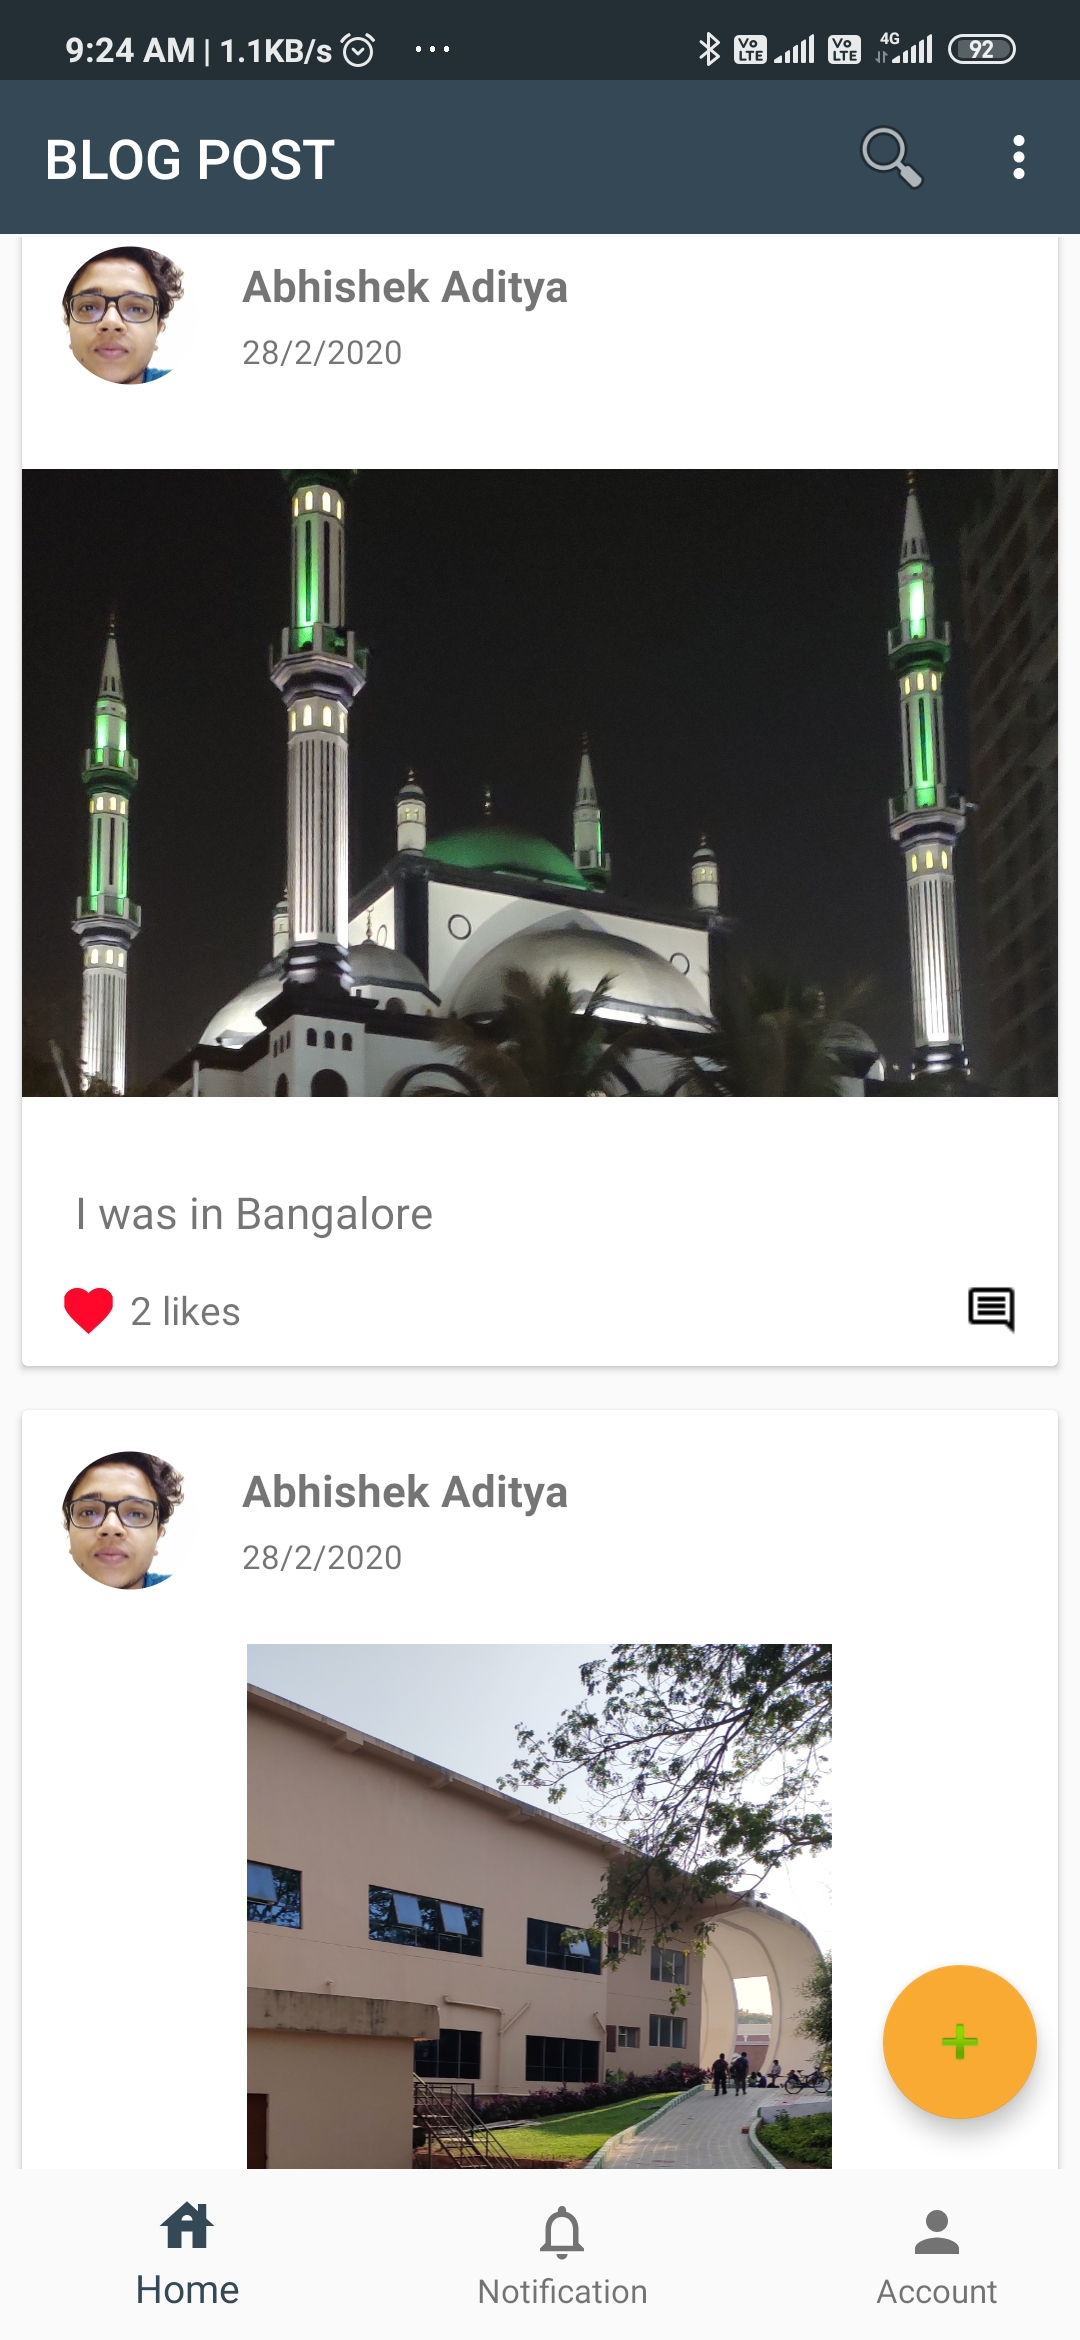 9:24 AM | 1.1KB/s ... Vo LTE Vo LTE 4G 92
BLOG POST
Abhishek Aditya
28/2/2020
I was in Bangalore
2 likes
Abhishek Aditya
28/2/2020
Home Notification Account